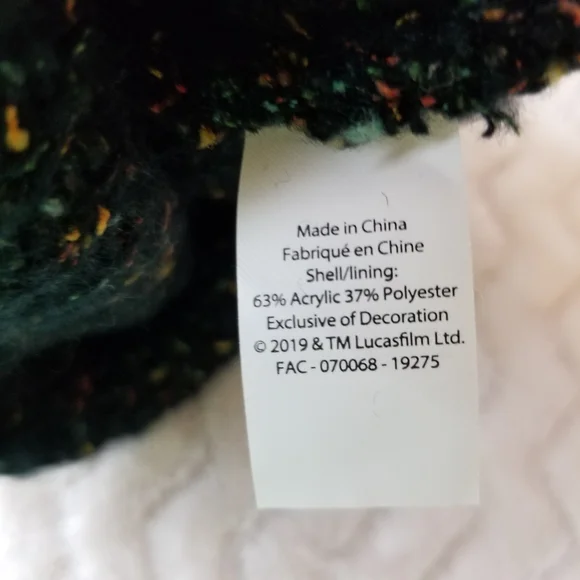 Made in China
Fabriqué en Chine
Shell/lining:
63% Acrylic 37% Polyester
Exclusive of Decoration
© 2019 & TM Lucasfilm Ltd.
FAC - 070068 - 19275